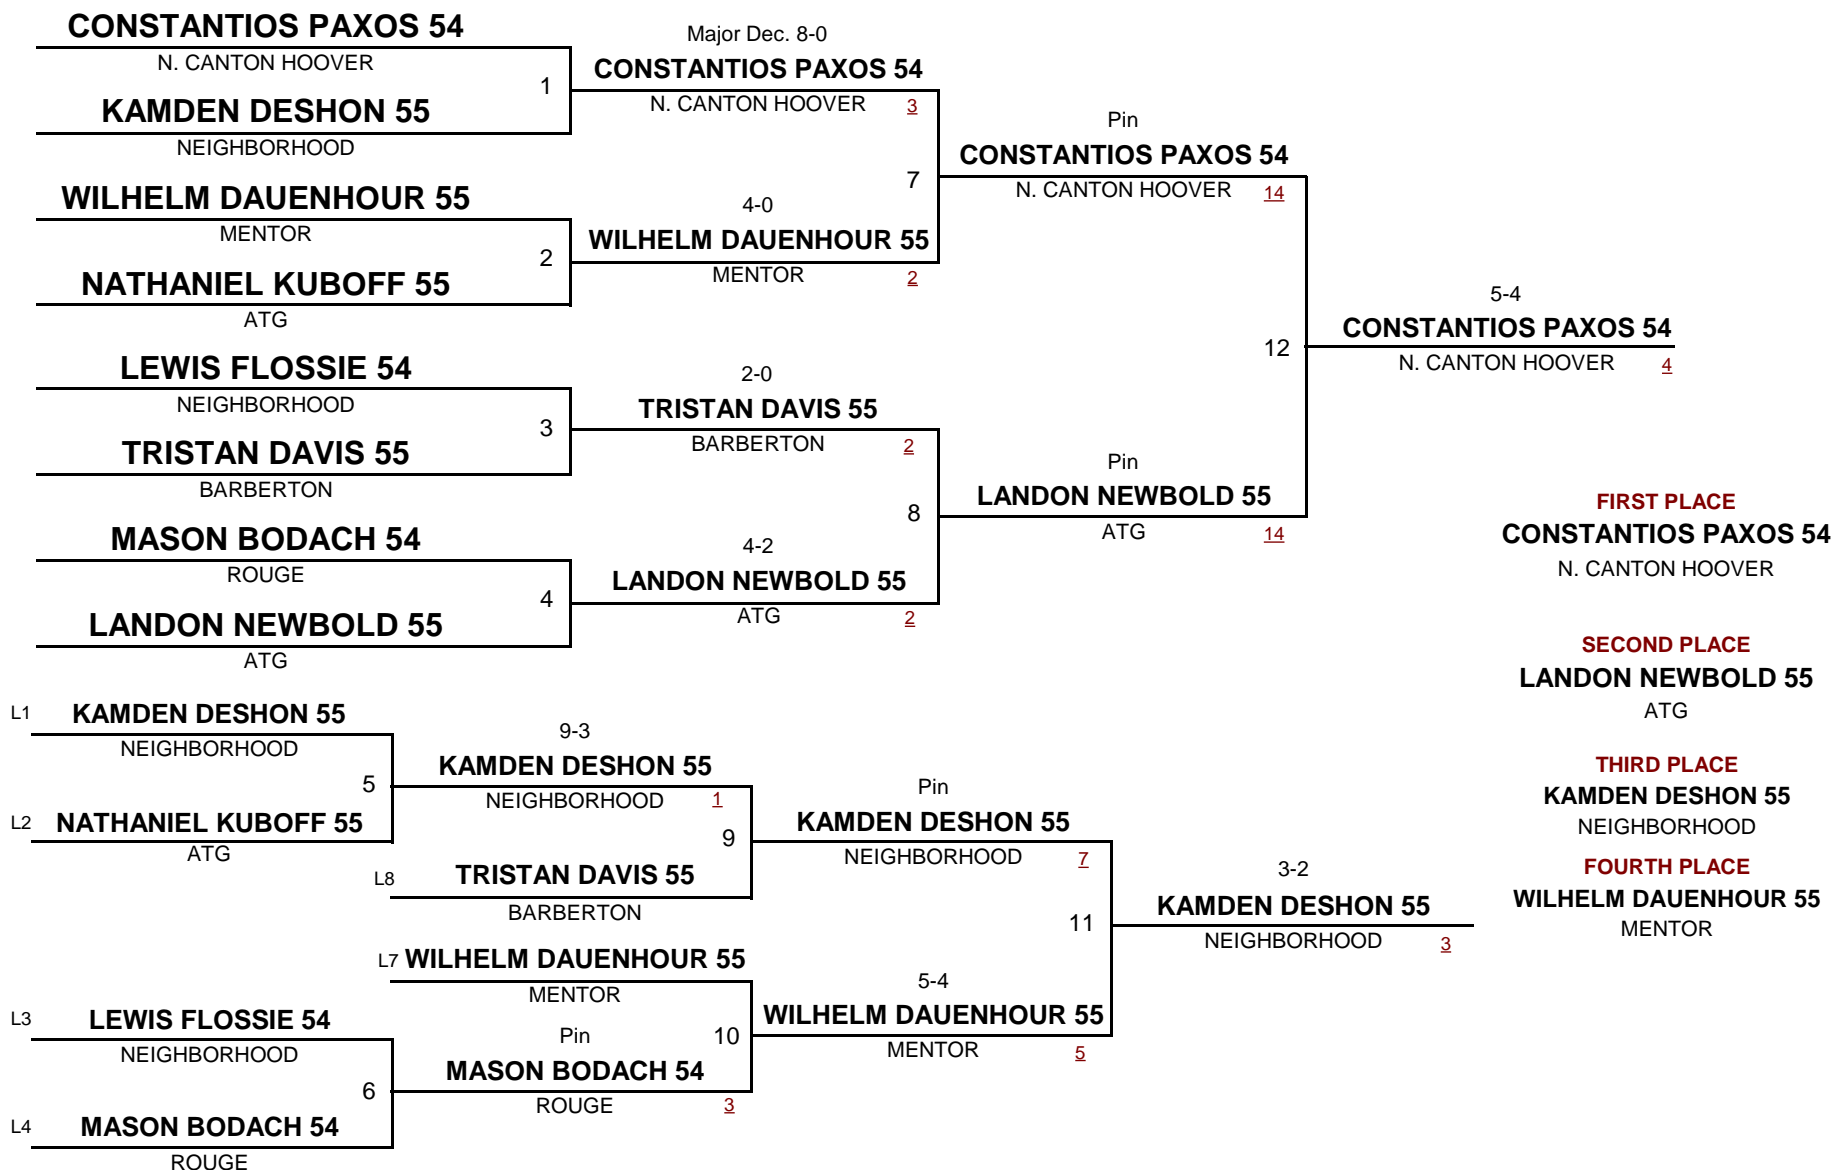 CONSTANTIOS PAXOS 54
N. CANTON HOOVER
1
KAMDEN DESHON 55
NEIGHBORHOOD
WILHELM DAUENHOUR 55
MENTOR
2
NATHANIEL KUBOFF 55
ATG
LEWIS FLOSSIE 54
NEIGHBORHOOD
3
TRISTAN DAVIS 55
BARBERTON
MASON BODACH 54
ROUGE
4
LANDON NEWBOLD 55
ATG
Major Dec. 8-0
CONSTANTIOS PAXOS 54
N. CANTON HOOVER 3
7
4-0
WILHELM DAUENHOUR 55
MENTOR 2
2-0
TRISTAN DAVIS 55
BARBERTON 2
8
4-2
LANDON NEWBOLD 55
ATG 2
Pin
CONSTANTIOS PAXOS 54
N. CANTON HOOVER 14
12
Pin
LANDON NEWBOLD 55
ATG 14
5-4
CONSTANTIOS PAXOS 54
N. CANTON HOOVER 4
FIRST PLACE
CONSTANTIOS PAXOS 54
N. CANTON HOOVER
SECOND PLACE
LANDON NEWBOLD 55
ATG
THIRD PLACE
KAMDEN DESHON 55
NEIGHBORHOOD
FOURTH PLACE
WILHELM DAUENHOUR 55
MENTOR
L1 KAMDEN DESHON 55
NEIGHBORHOOD
5
L2 NATHANIEL KUBOFF 55
ATG
9-3
KAMDEN DESHON 55
NEIGHBORHOOD 1
9
L8 TRISTAN DAVIS 55
BARBERTON
L7 WILHELM DAUENHOUR 55
MENTOR
10
L3 LEWIS FLOSSIE 54
NEIGHBORHOOD
6
L4 MASON BODACH 54
ROUGE
Pin
MASON BODACH 54
ROUGE 3
Pin
KAMDEN DESHON 55
NEIGHBORHOOD 7
11
5-4
WILHELM DAUENHOUR 55
MENTOR 5
3-2
KAMDEN DESHON 55
NEIGHBORHOOD 3